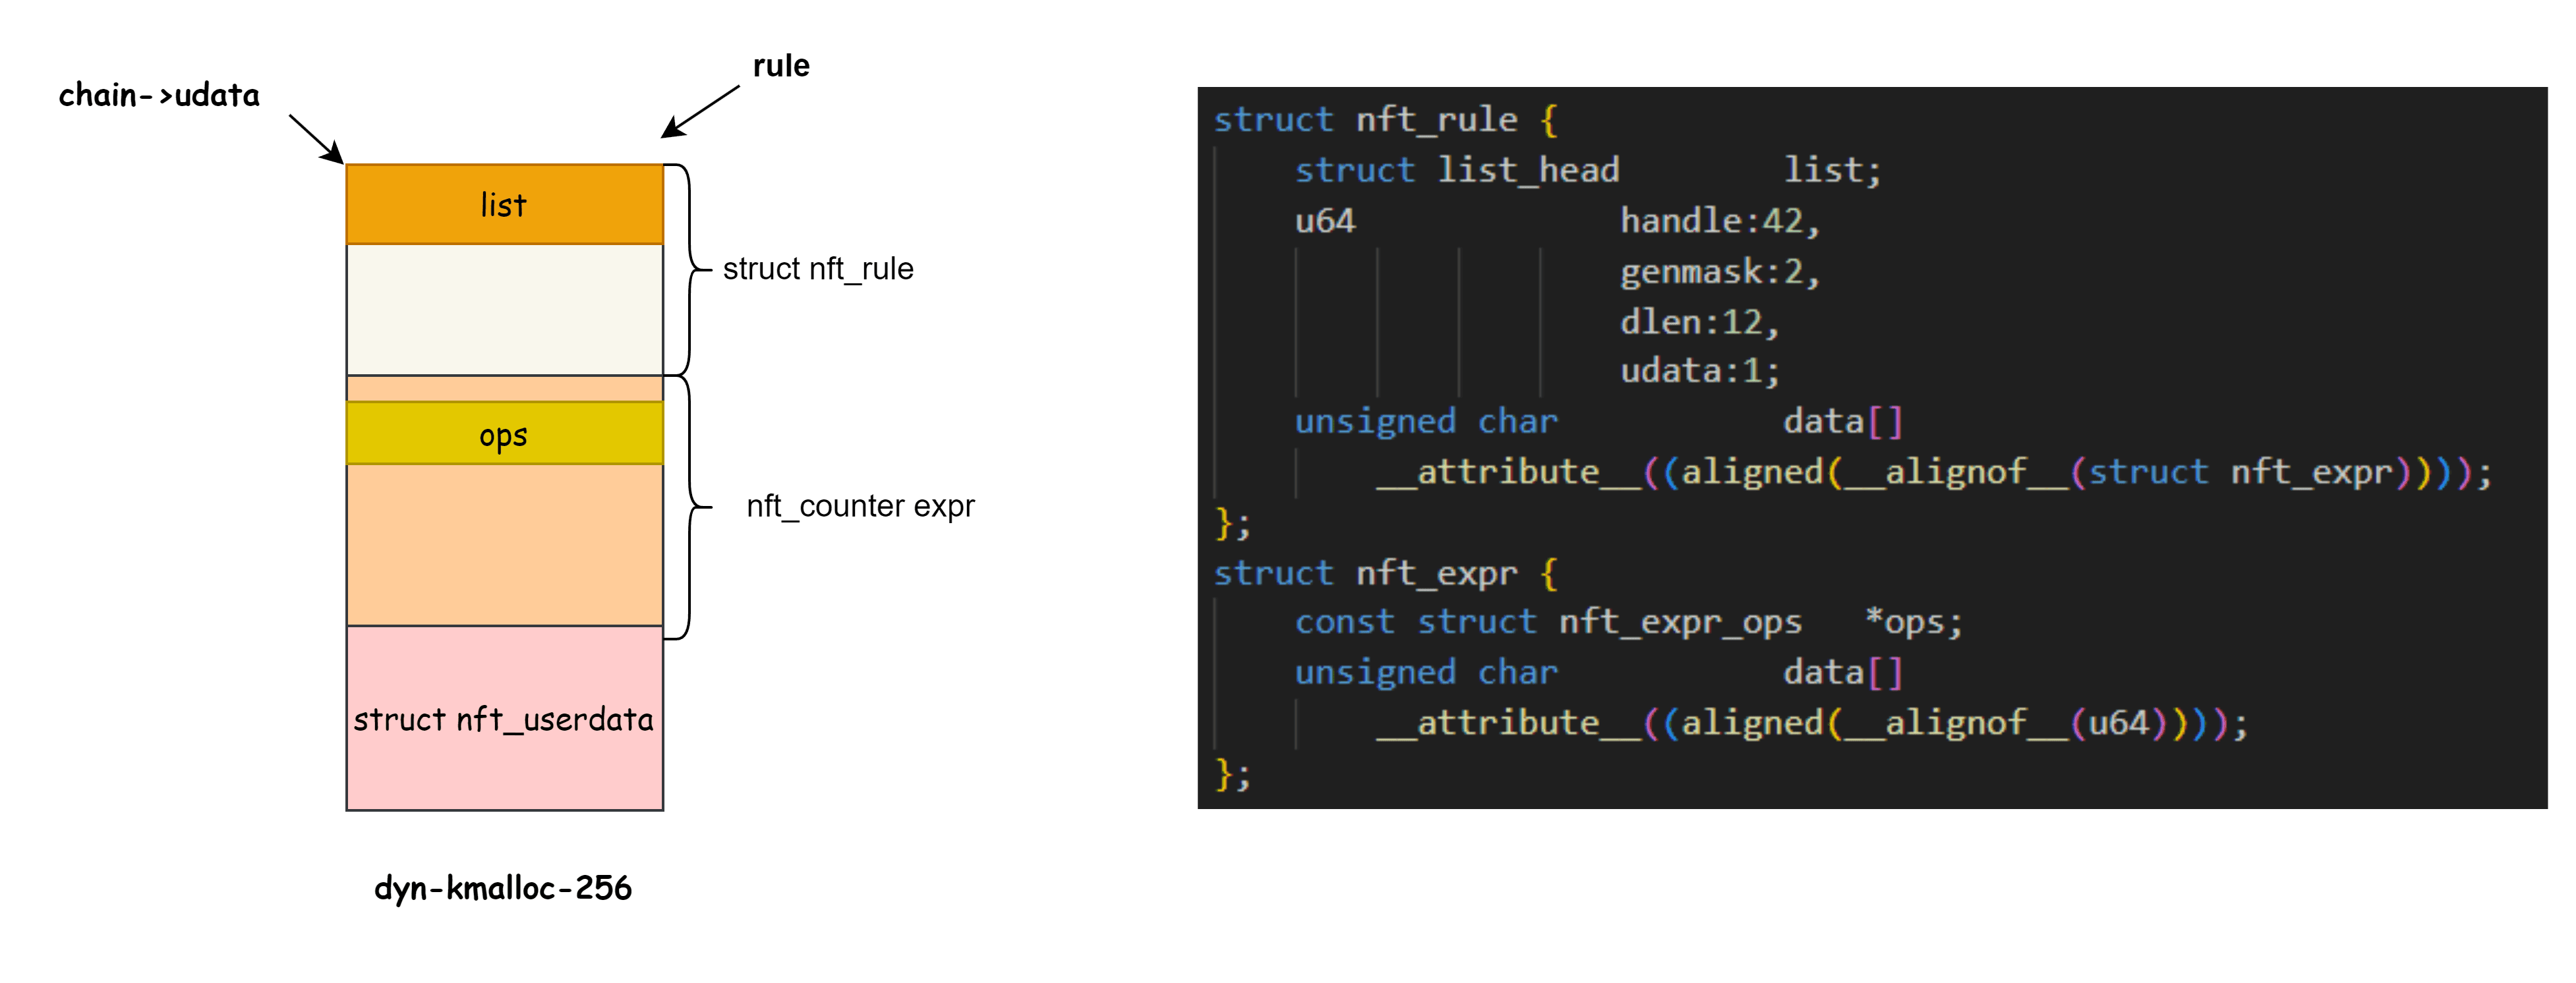 chain->udata
rule
list
struct nft_rule
ops
nft_counter expr
struct nft_userdata
dyn-kmalloc-256
struct nft_rule {
struct list_head list;
u64 handle:42,
genmask:2,
dlen:12,
udata:1;
unsigned char data[]
__attribute__((aligned(__alignof__(struct nft_expr))));
};
struct nft_expr {
const struct nft_expr_ops *ops;
unsigned char data[]
__attribute__((aligned(__alignof__(u64))));
};